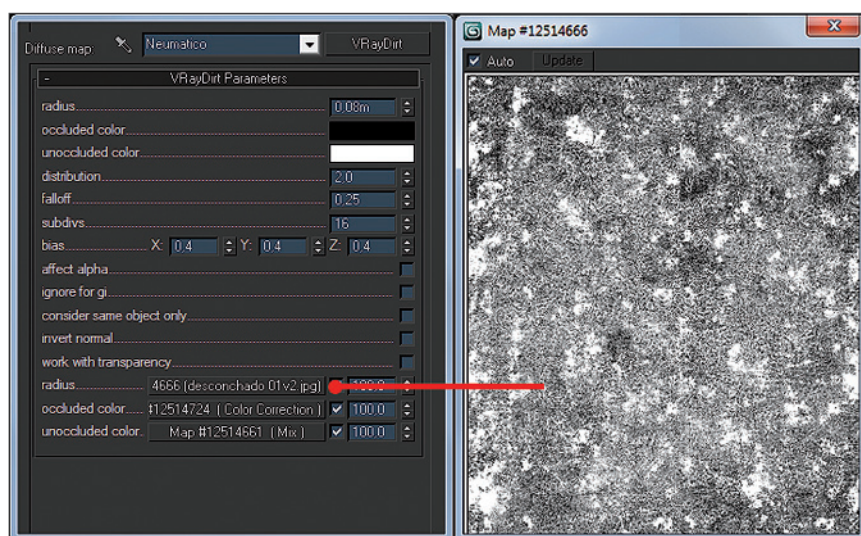 Diffuse map: Neumatico VRayDirt
- VRayDirt Parameters
radius 0,08m
occluded color
unoccluded color
distribution 2,0
falloff 0,25
subdivs 16
bias X: 0,4 Y: 0,4 Z: 0,4
affect alpha
ignore for gi
consider same object only
invert normal
work with transparency
radius 4666 (desconchado 01v2.jpg) 100,0
occluded color #12514724 ( Color Correction ) 100,0
unoccluded color. Map #12514661 ( Mix ) 100,0
Map #12514666
Auto Update